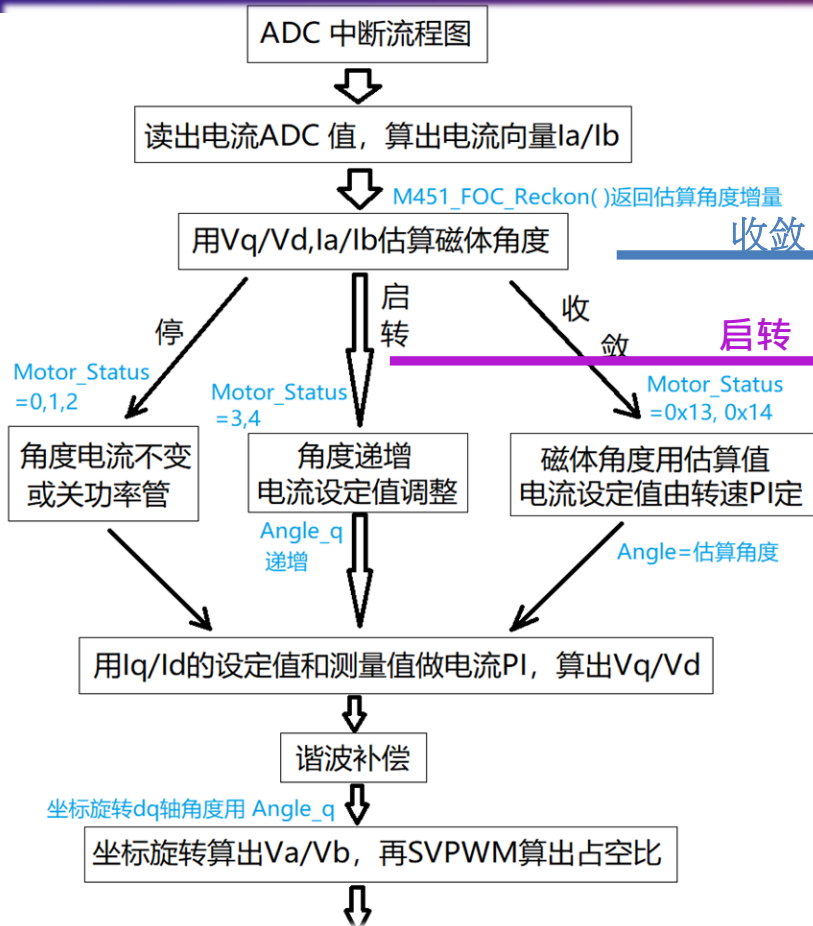 ADC 中断流程图
读出电流ADC 值，算出电流向量Ia/Ib
M451_FOC_Reckon( )返回估算角度增量
用Vq/Vd,Ia/Ib估算磁体角度
收敛
停
启
转
收
敛
启转
Motor_Status
=0,1,2
Motor_Status
=3,4
Motor_Status
=0x13, 0x14
角度电流不变
或关功率管
角度递增
电流设定值调整
磁体角度用估算值
电流设定值由转速PI定
Angle_q
递增
Angle=估算角度
用Iq/Id的设定值和测量值做电流PI，算出Vq/Vd
谐波补偿
坐标旋转dq轴角度用 Angle_q
坐标旋转算出Va/Vb，再SVPWM算出占空比